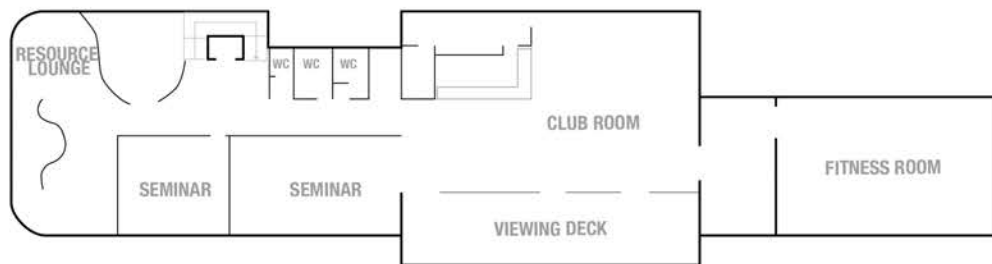 RESOURCE
LOUNGE
WC
WC
WC
CLUB ROOM
FITNESS ROOM
SEMINAR
SEMINAR
VIEWING DECK